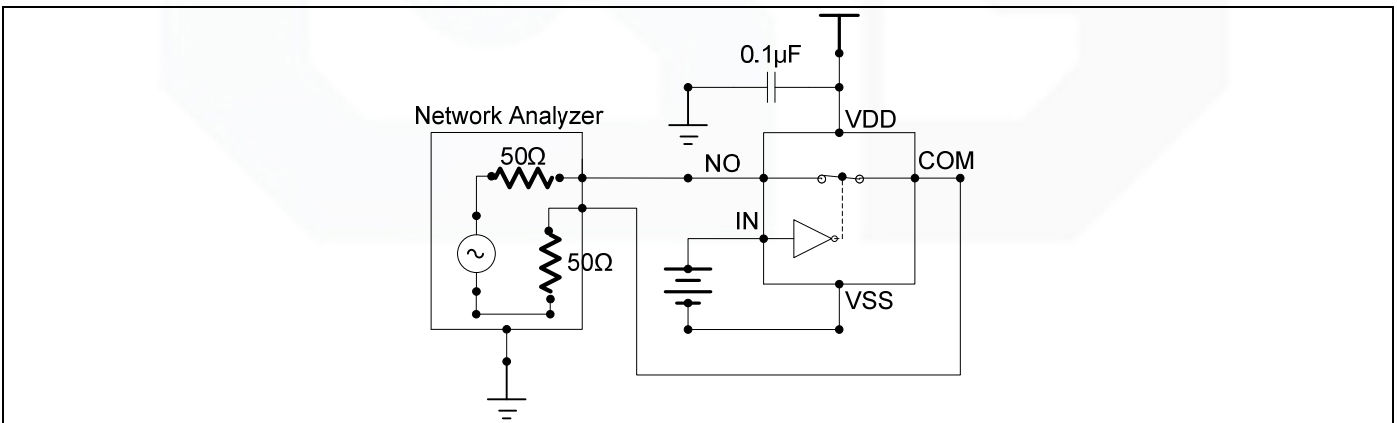 0.1µF
VDD
Network Analyzer
50Ω
NO
COM
IN
50Ω
VSS